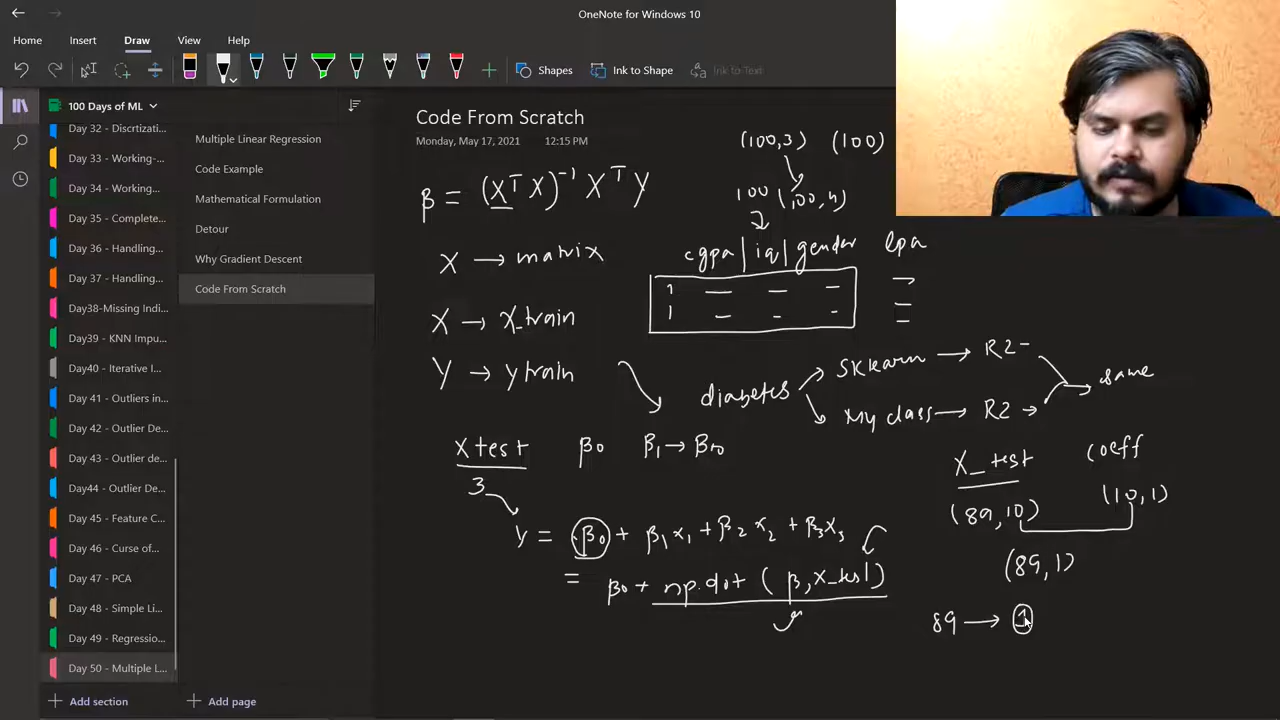 OneNote for Windows 10
Home Insert Draw View Help
Shapes Ink to Shape Ink to Text
100 Days of ML
Day 32 - Discrtizati...
Day 33 - Working-...
Day 34 - Working...
Day 35 - Complete...
Day 36 - Handling...
Day 37 - Handling...
Day38-Missing Indi...
Day39 - KNN Impu...
Day40 - Iterative I...
Day 41 - Outliers in...
Day 42 - Outlier De...
Day 43 - Outlier de...
Day44 - Outlier De...
Day 45 - Feature C...
Day 46 - Curse of...
Day 47 - PCA
Day 48 - Simple Li...
Day 49 - Regressio...
Day 50 - Multiple L...
Add section
Multiple Linear Regression
Code Example
Mathematical Formulation
Detour
Why Gradient Descent
Code From Scratch
Add page
Code From Scratch
Monday, May 17, 2021 12:15 PM
(100,3) (100)
β = (XᵀX)⁻¹ XᵀY
100 (100,4)
X → matrix
cgpa | iq | gender lpa
1 — — —
1 — - -
X → X_train
Y → ytrain
diabetes
Sklearn → R2
My class → R2 →
same
Xtest β0 β1 → β10
3
X_test coeff
(89,10) (10,1)
y = β0 + β1x1 + β2x2 + β3x3
= β0 + np.dot (β,X_test)
(89,1)
89 → 1